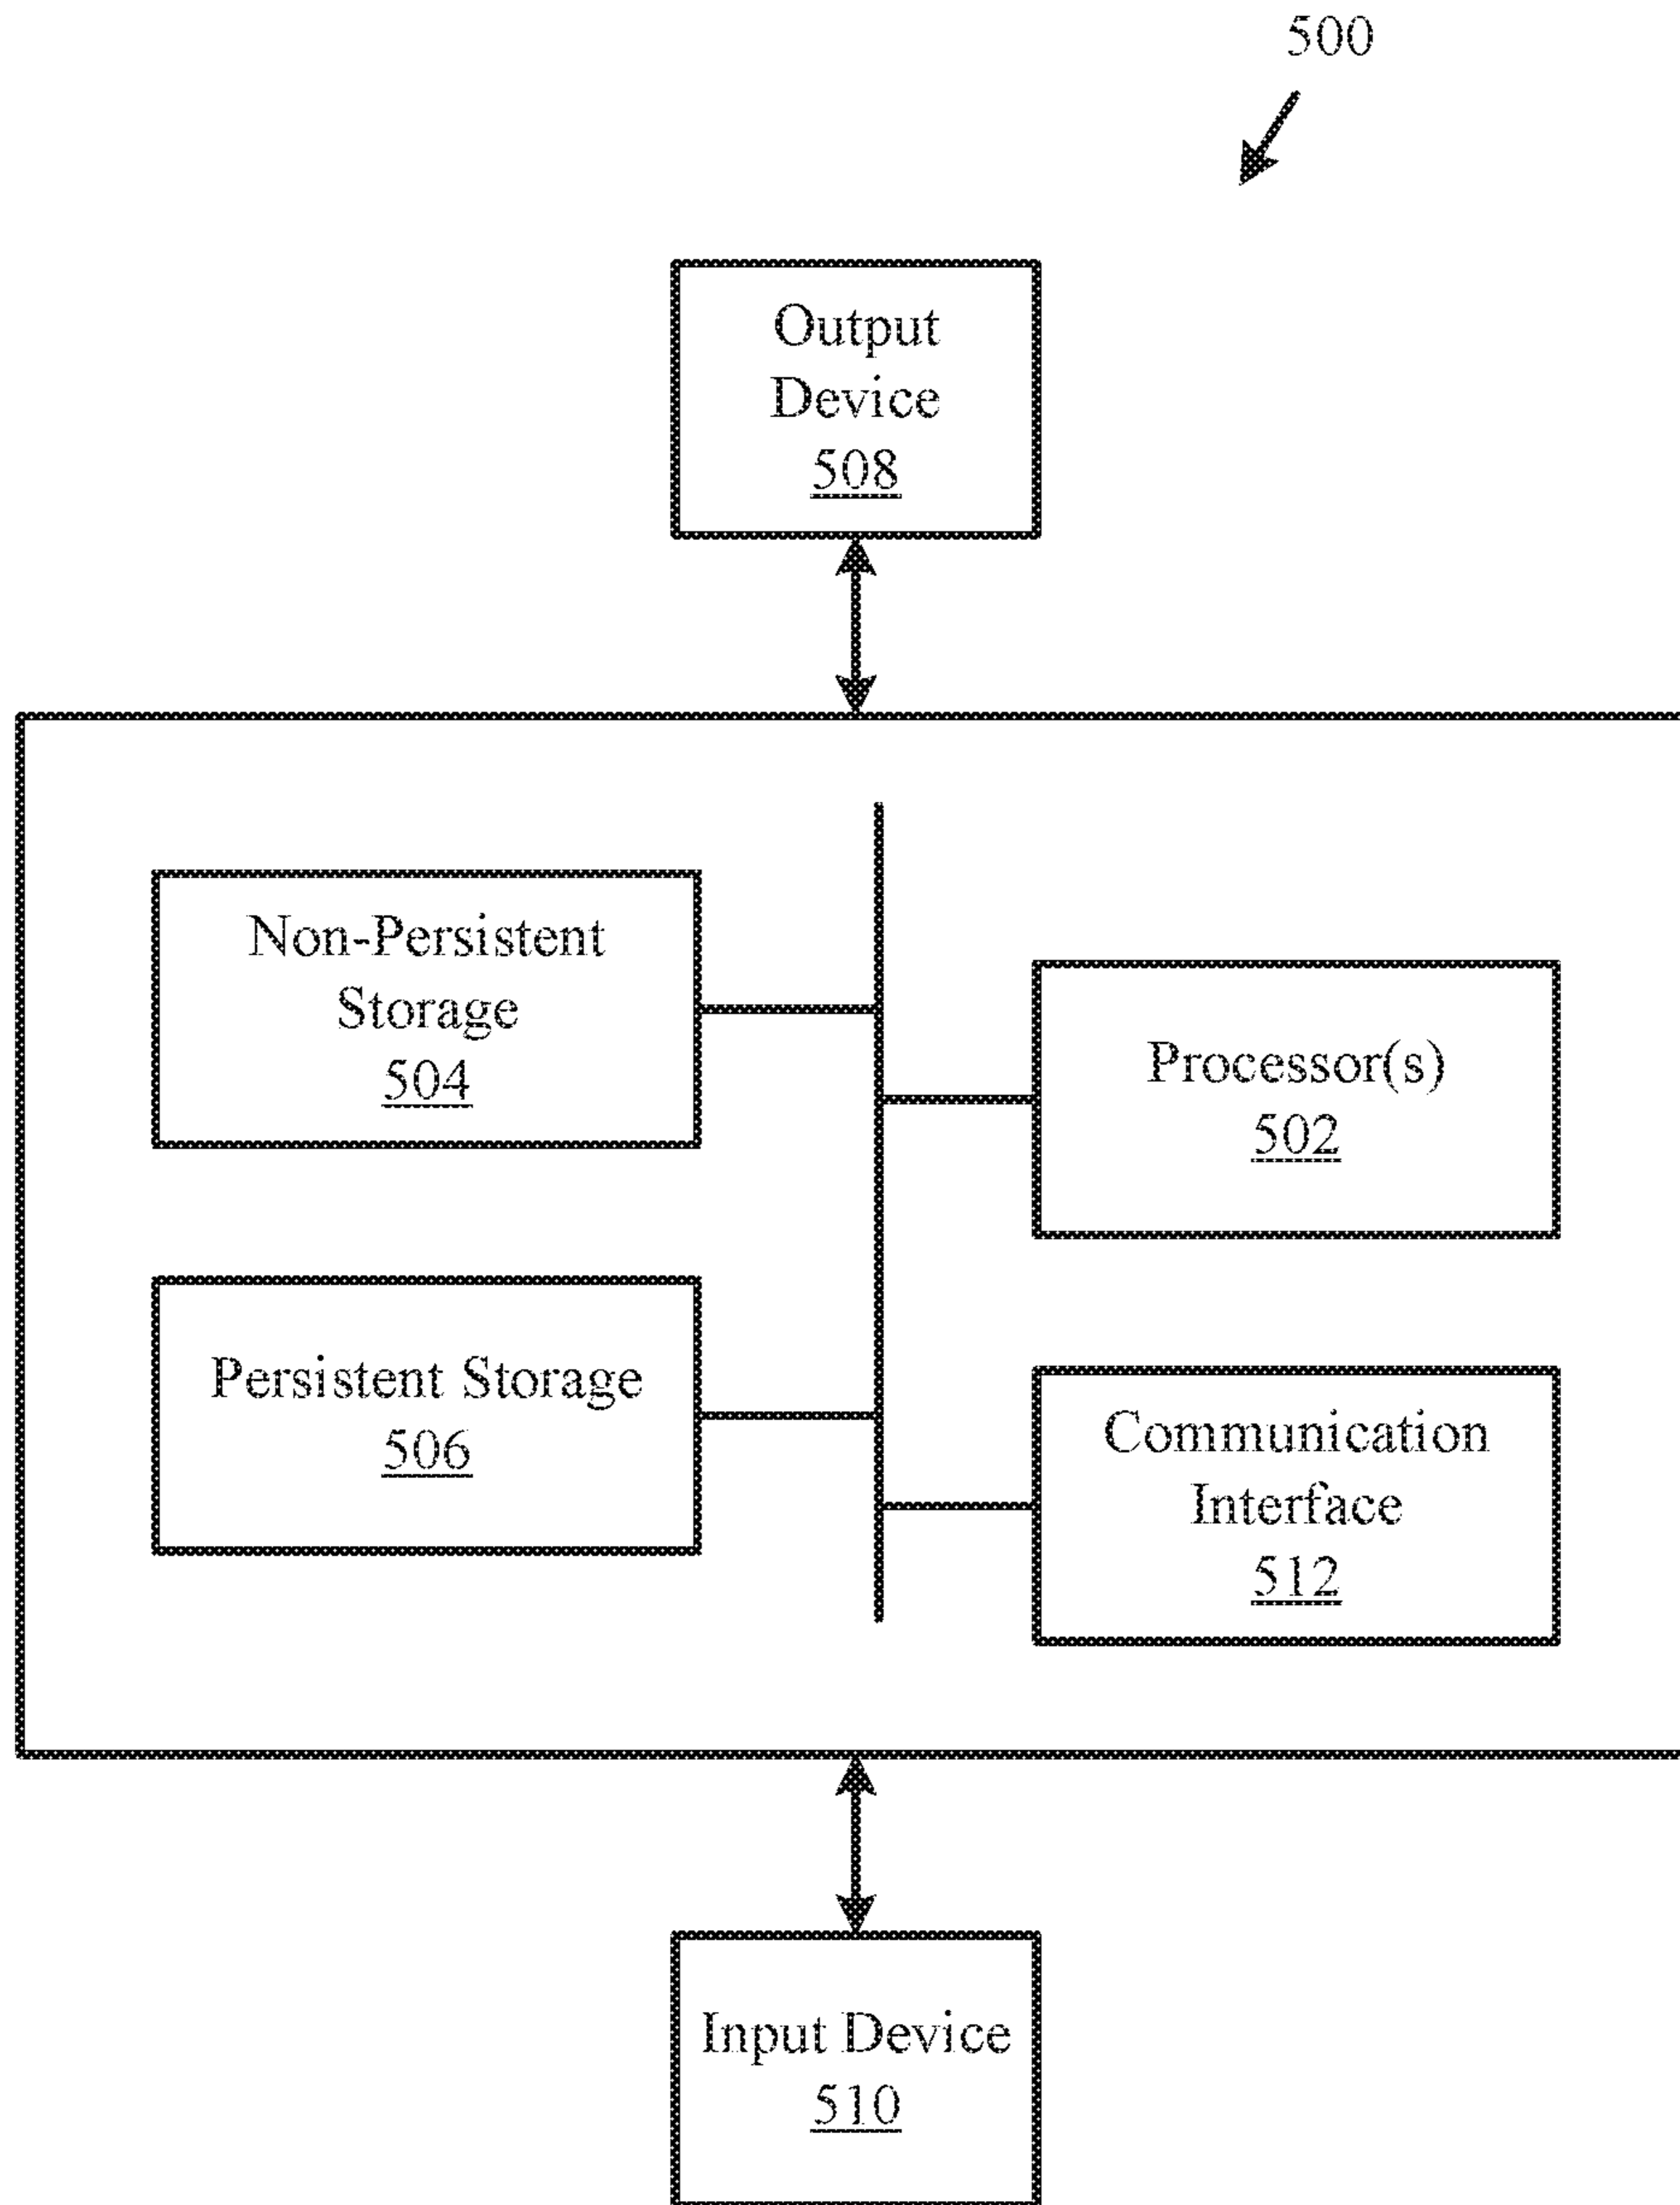 500
Output
Device
508
Non-Persistent
Storage
504
Processor(s)
502
Persistent Storage
506
Communication
Interface
512
Input Device
510